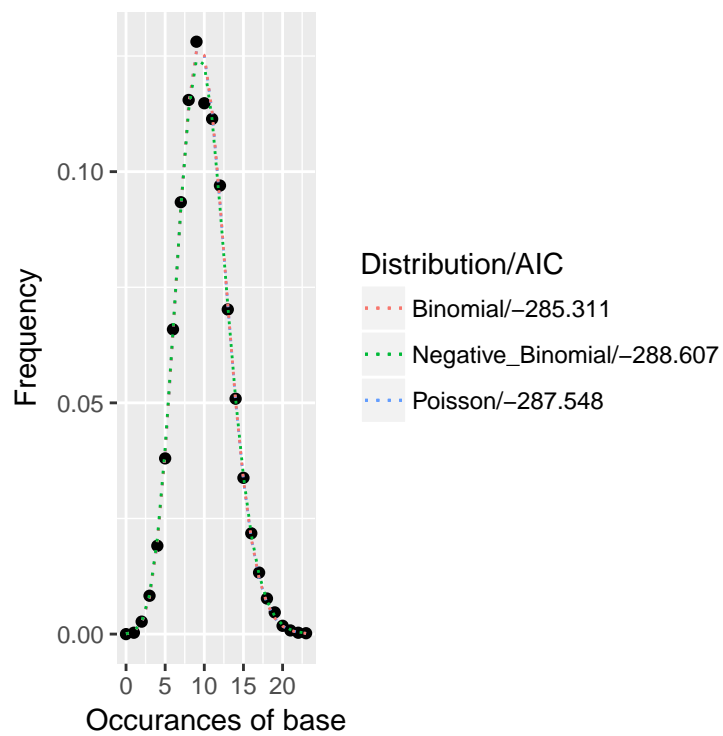 0.10
0.05
0.00
Frequency
0 5 10 15 20
Occurances of base
Distribution/AIC
Binomial/−285.311
Negative_Binomial/−288.607
Poisson/−287.548